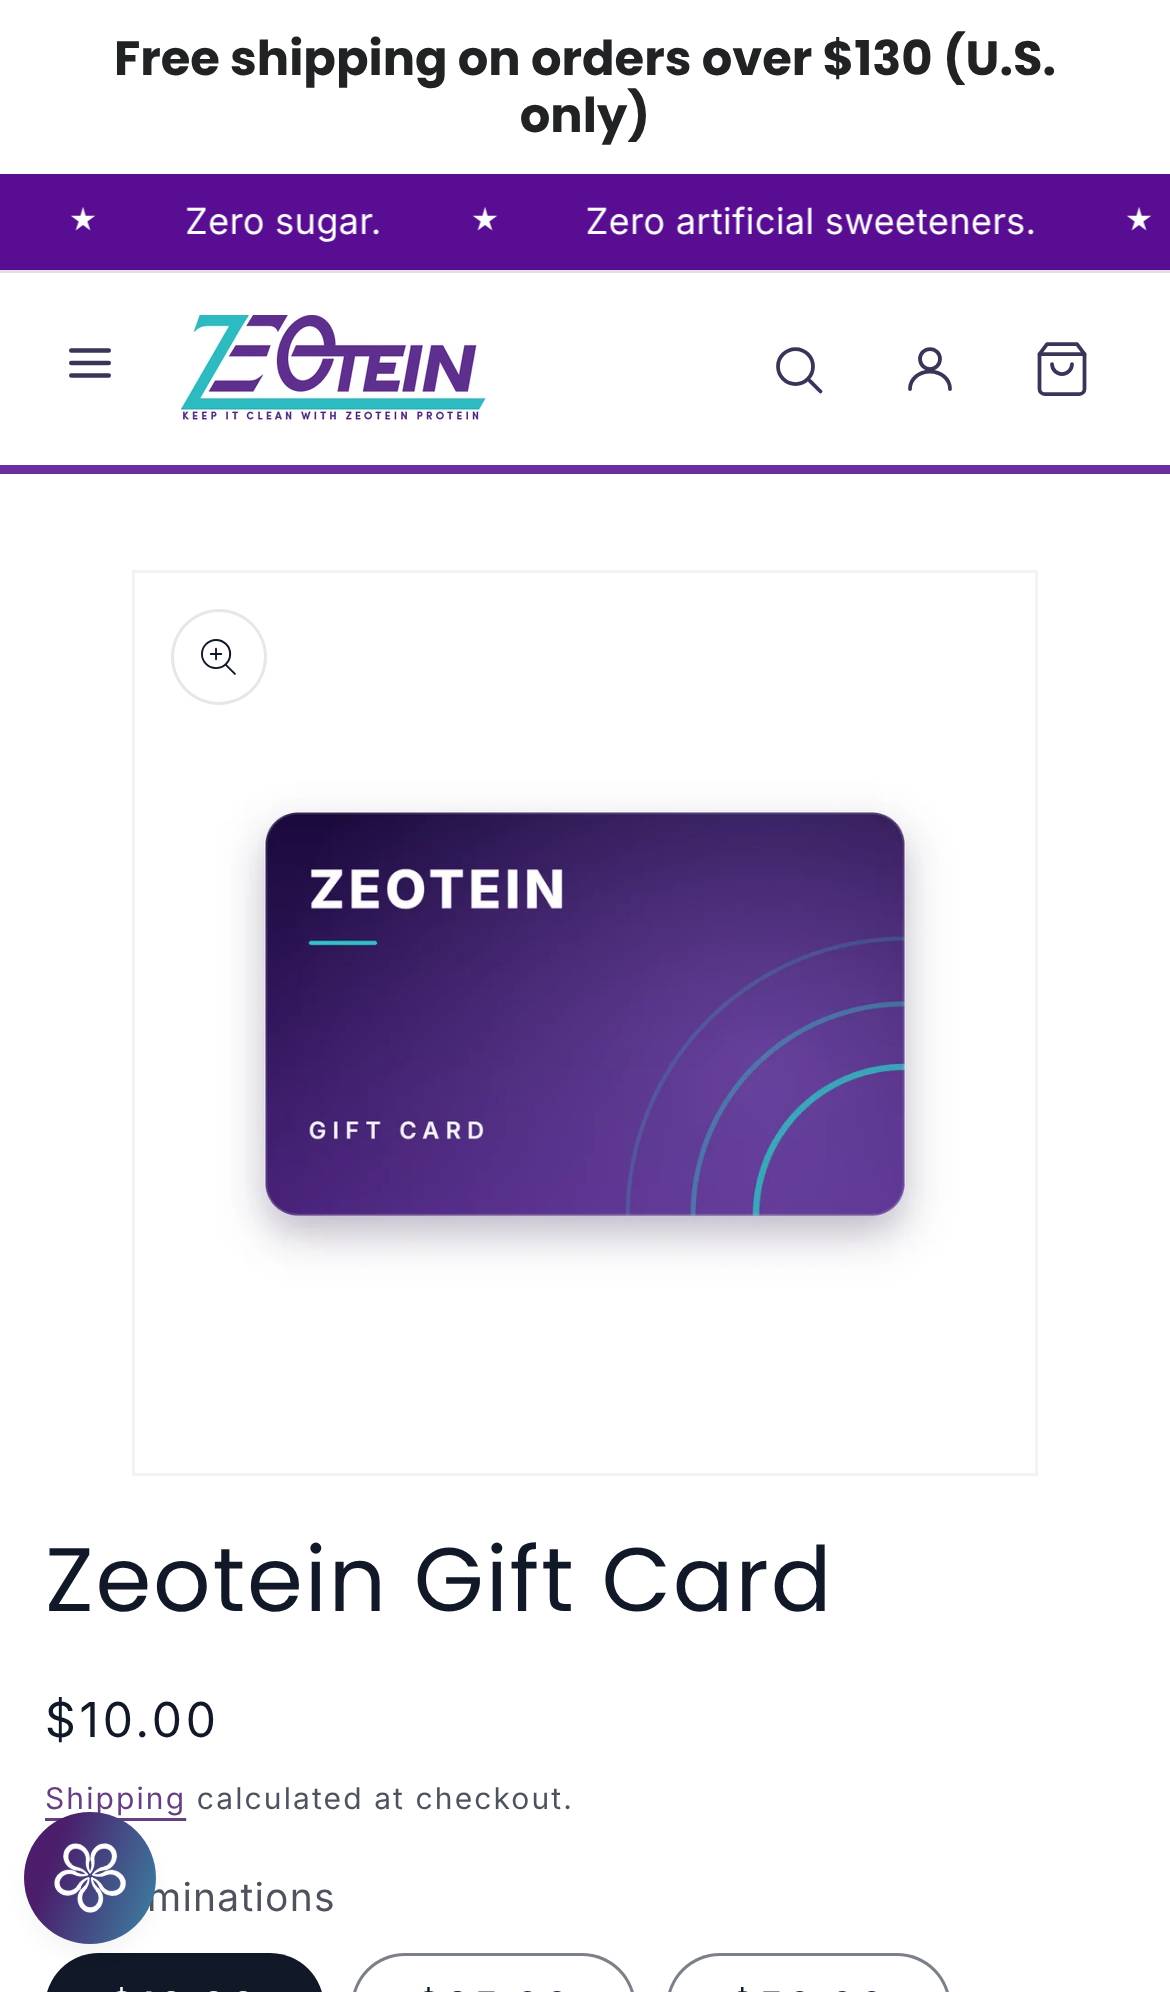 Free shipping on orders over $130 (U.S.
only)
★ Zero sugar. ★ Zero artificial sweeteners. ★
ZEOTEIN
KEEP IT CLEAN WITH ZEOTEIN PROTEIN
ZEOTEIN
GIFT CARD
Zeotein Gift Card
$10.00
Shipping calculated at checkout.
minations